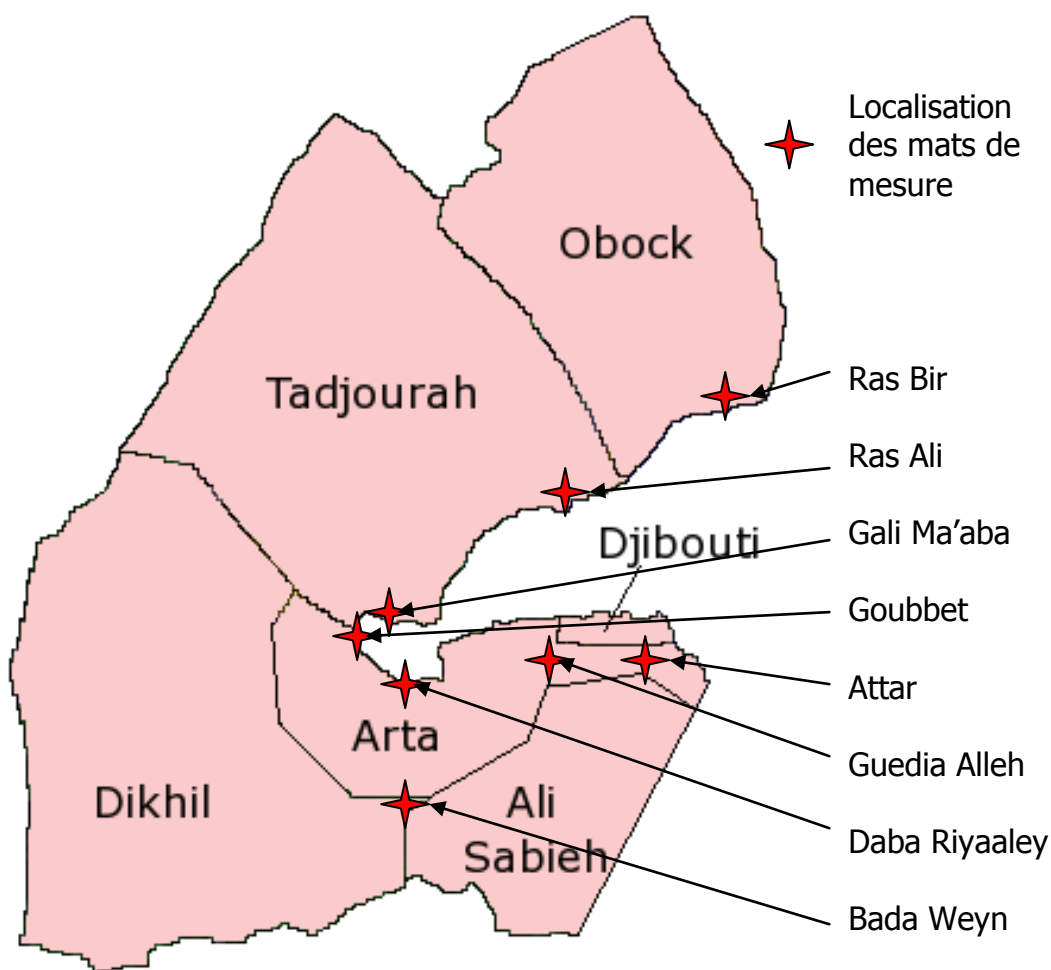 Localisation
des mats de
mesure
Obock
Ras Bir
Tadjourah
Ras Ali
Gali Ma’aba
Djibouti
Goubbet
Attar
Arta
Guedia Alleh
Dikhil
Ali
Sabieh
Daba Riyaaley
Bada Weyn